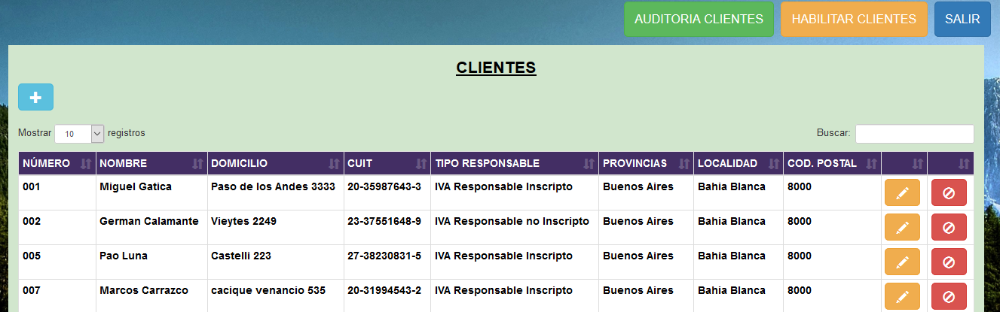 AUDITORIA CLIENTES HABILITAR CLIENTES SALIR
CLIENTES
Mostrar 10 registros Buscar:
NÚMERO NOMBRE DOMICILIO CUIT TIPO RESPONSABLE PROVINCIAS LOCALIDAD COD. POSTAL
001 Miguel Gatica Paso de los Andes 3333 20-35987643-3 IVA Responsable Inscripto Buenos Aires Bahia Blanca 8000
002 German Calamante Vieytes 2249 23-37551648-9 IVA Responsable no Inscripto Buenos Aires Bahia Blanca 8000
005 Pao Luna Castelli 223 27-38230831-5 IVA Responsable Inscripto Buenos Aires Bahia Blanca 8000
007 Marcos Carrazco cacique venancio 535 20-31994543-2 IVA Responsable Inscripto Buenos Aires Bahia Blanca 8000